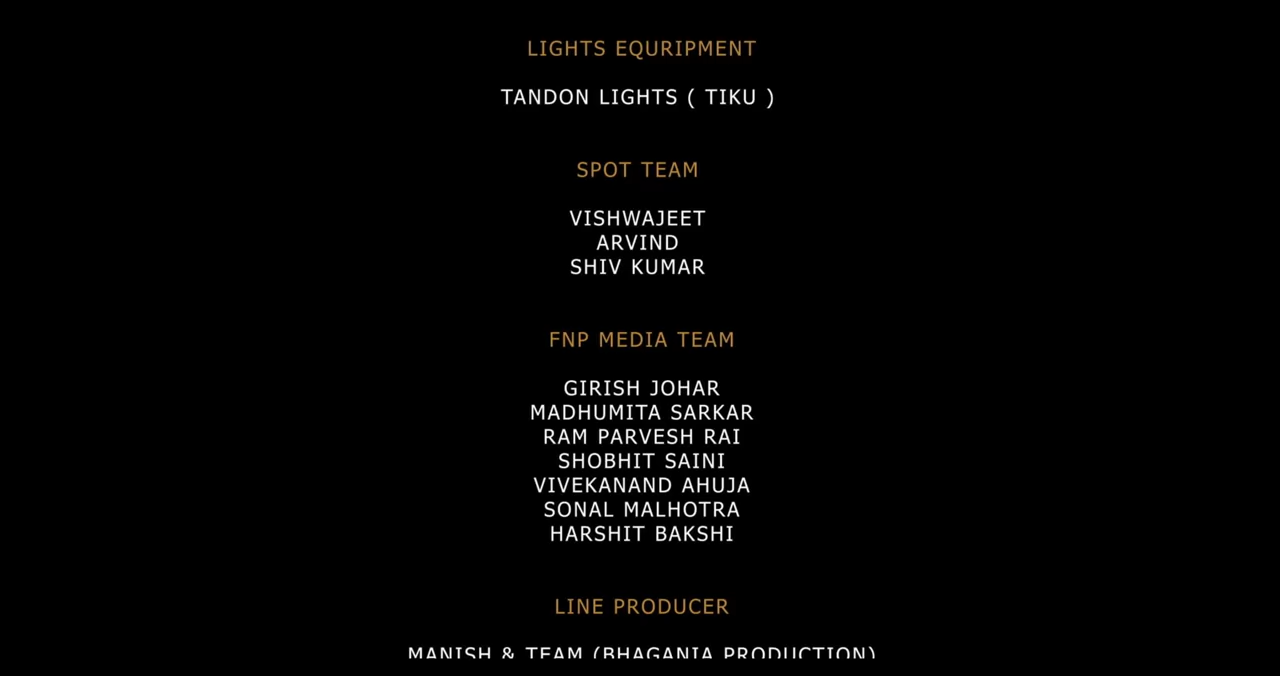 LIGHTS EQURIPMENT
TANDON LIGHTS ( TIKU )
SPOT TEAM
VISHWAJEET
ARVIND
SHIV KUMAR
FNP MEDIA TEAM
GIRISH JOHAR
MADHUMITA SARKAR
RAM PARVESH RAI
SHOBHIT SAINI
VIVEKANAND AHUJA
SONAL MALHOTRA
HARSHIT BAKSHI
LINE PRODUCER
MANISH & TEAM (BHAGANIA PRODUCTION)